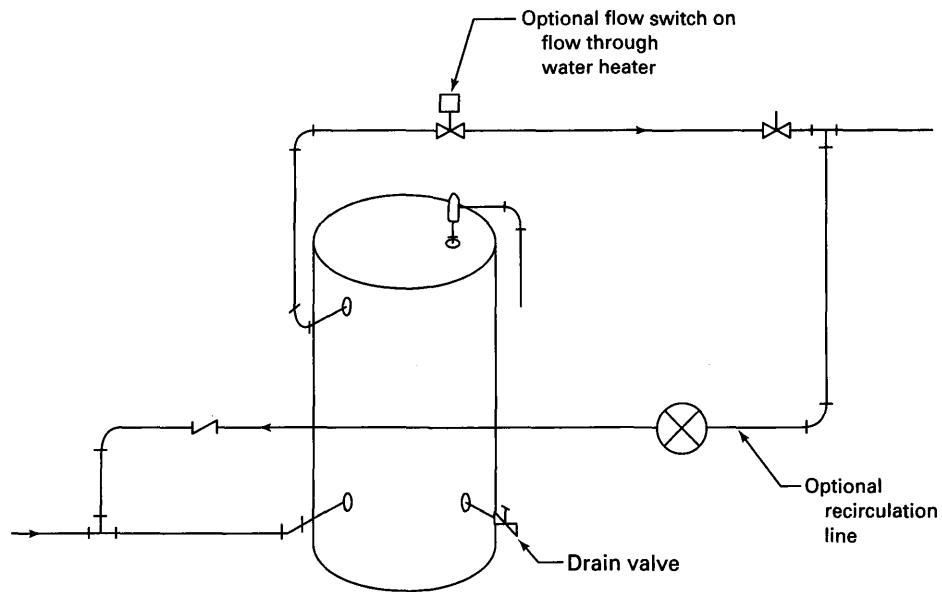 Optional flow switch on
flow through
water heater
Optional
recirculation
line
Drain valve